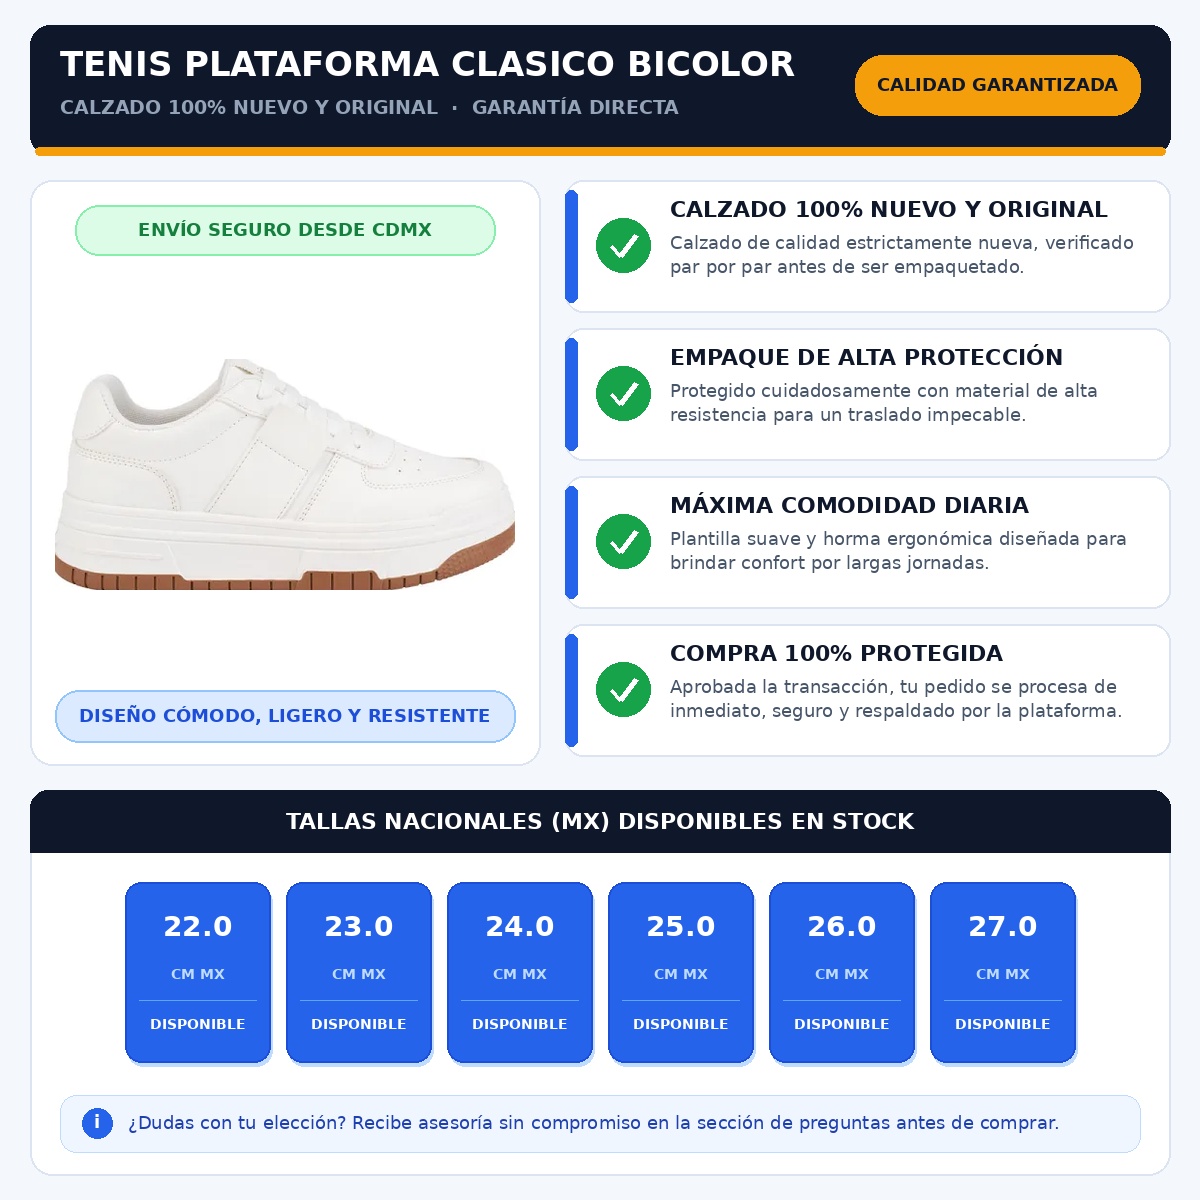 TENIS PLATAFORMA CLASICO BICOLOR
CALZADO 100% NUEVO Y ORIGINAL · GARANTÍA DIRECTA
CALIDAD GARANTIZADA
ENVÍO SEGURO DESDE CDMX
DISEÑO CÓMODO, LIGERO Y RESISTENTE
CALZADO 100% NUEVO Y ORIGINAL
Calzado de calidad estrictamente nueva, verificado
par por par antes de ser empaquetado.
EMPAQUE DE ALTA PROTECCIÓN
Protegido cuidadosamente con material de alta
resistencia para un traslado impecable.
MÁXIMA COMODIDAD DIARIA
Plantilla suave y horma ergonómica diseñada para
brindar confort por largas jornadas.
COMPRA 100% PROTEGIDA
Aprobada la transacción, tu pedido se procesa de
inmediato, seguro y respaldado por la plataforma.
TALLAS NACIONALES (MX) DISPONIBLES EN STOCK
22.0
CM MX
DISPONIBLE
23.0
CM MX
DISPONIBLE
24.0
CM MX
DISPONIBLE
25.0
CM MX
DISPONIBLE
26.0
CM MX
DISPONIBLE
27.0
CM MX
DISPONIBLE
i
¿Dudas con tu elección? Recibe asesoría sin compromiso en la sección de preguntas antes de comprar.